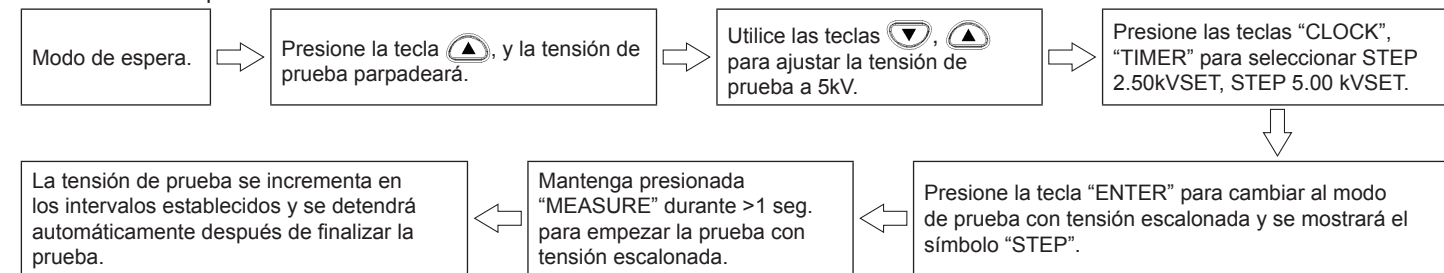 Modo de espera.
Presione la tecla ▲, y la tensión de
prueba parpadeará.
Utilice las teclas ▼, ▲
para ajustar la tensión de
prueba a 5kV.
Presione las teclas “CLOCK”,
“TIMER” para seleccionar STEP
2.50kVSET, STEP 5.00 kVSET.
Presione la tecla “ENTER” para cambiar al modo
de prueba con tensión escalonada y se mostrará el
símbolo “STEP”.
Mantenga presionada
“MEASURE” durante >1 seg.
para empezar la prueba con
tensión escalonada.
La tensión de prueba se incrementa en
los intervalos establecidos y se detendrá
automáticamente después de finalizar la
prueba.